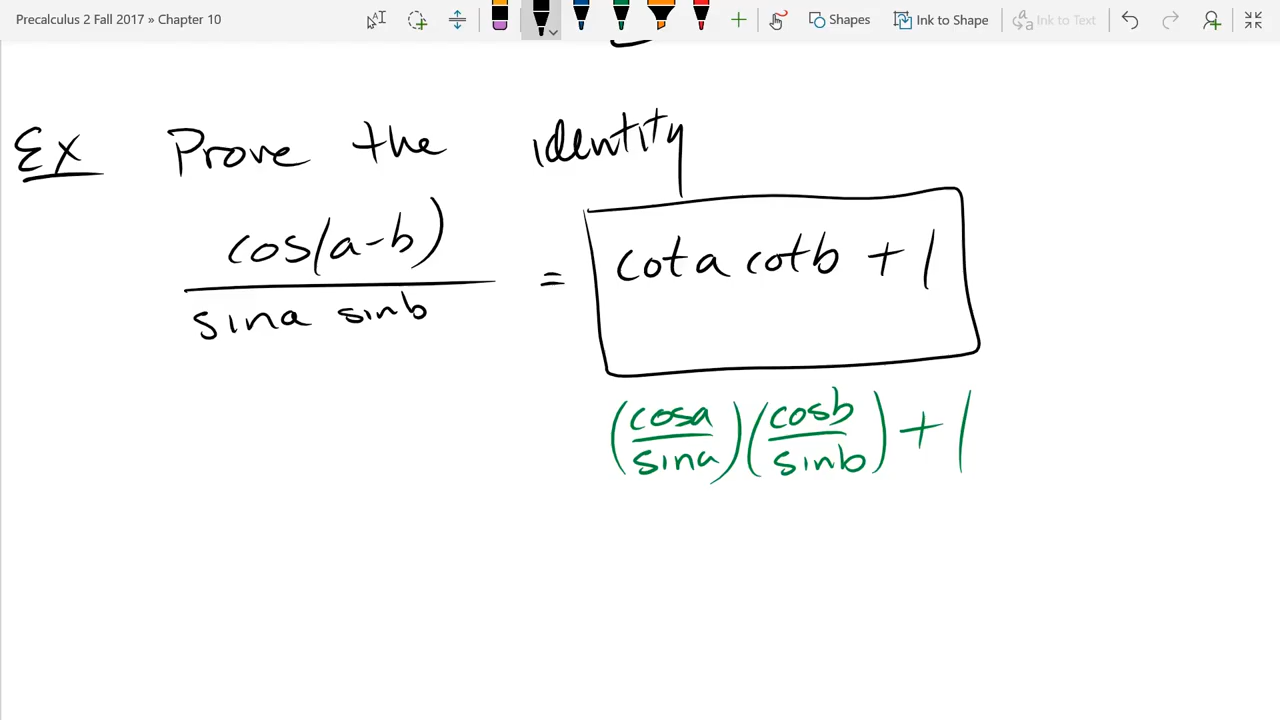 Precalculus 2 Fall 2017 » Chapter 10
Shapes
Ink to Shape
Ink to Text
Ex Prove the identity
cos(a-b)
sina sinb
=
cota cotb + 1
(cosa/sina)(cosb/sinb) + 1